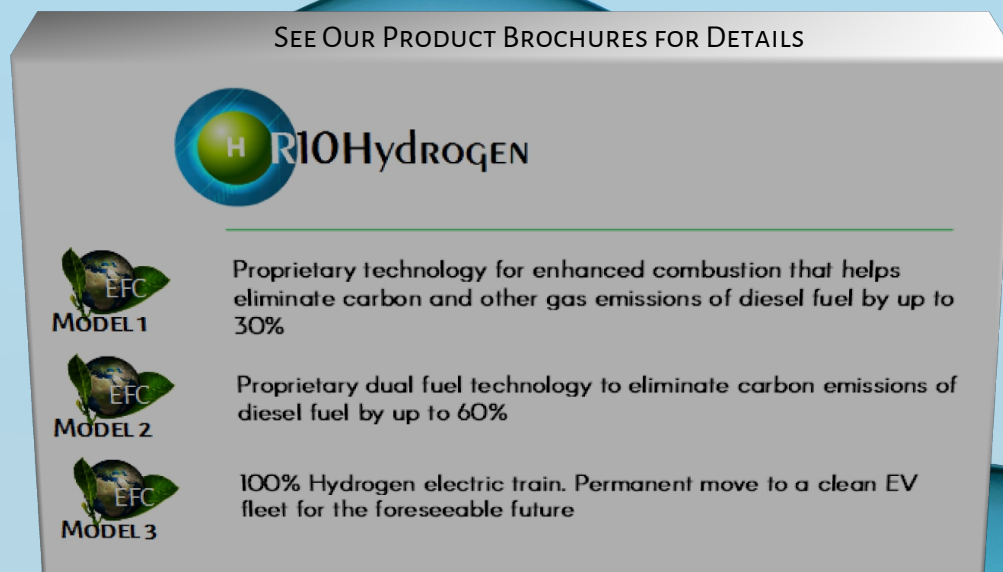 See Our Product Brochures for Details
H R10Hydrogen
EFC
Model 1
Proprietary technology for enhanced combustion that helps
eliminate carbon and other gas emissions of diesel fuel by up to
30%
EFC
Model 2
Proprietary dual fuel technology to eliminate carbon emissions of
diesel fuel by up to 60%
EFC
Model 3
100% Hydrogen electric train. Permanent move to a clean EV
fleet for the foreseeable future